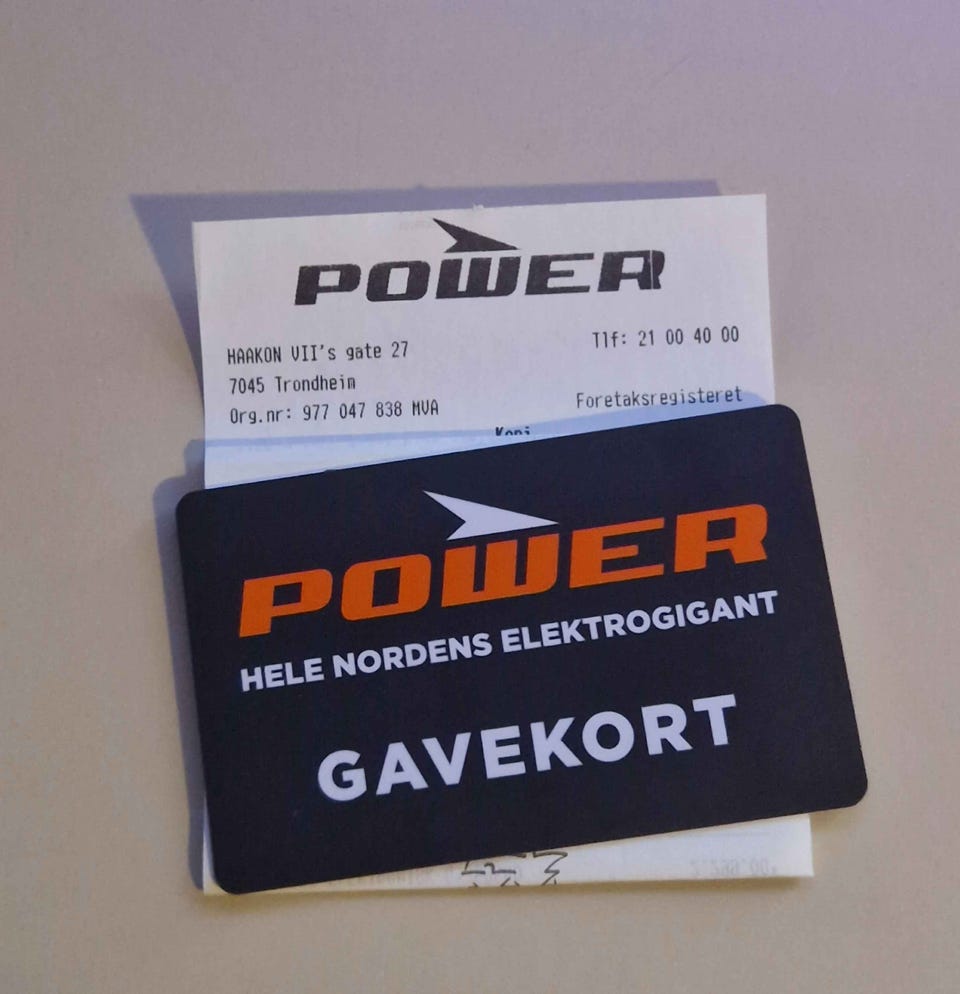 POWER
HAAKON VII's gate 27
Tlf: 21 00 40 00
7045 Trondheim
Org.nr: 977 047 838 MVA
Foretaksregisteret
Kopi
POWER
HELE NORDENS ELEKTROGIGANT
GAVEKORT